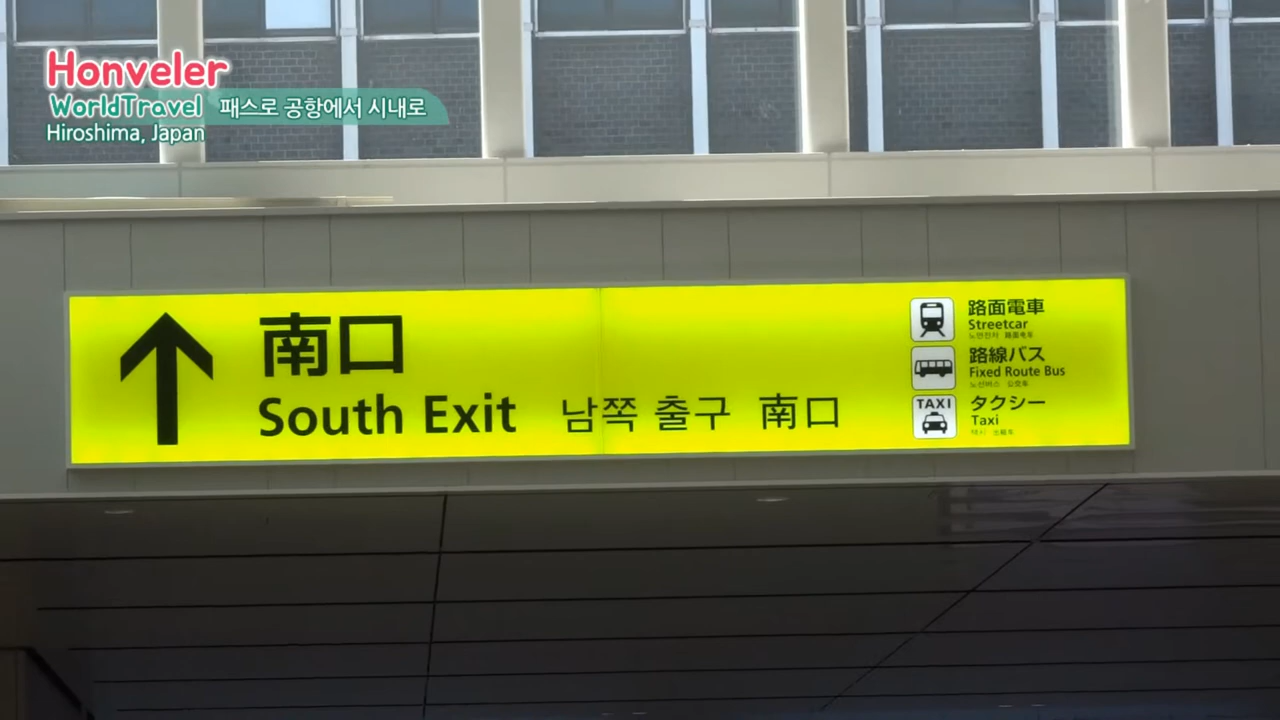 Honveler
WorldTravel
패스로 공항에서 시내로
Hiroshima, Japan
南口
South Exit 남쪽 출구 南口
路面電車
Streetcar
노면전차 路面电车
路線バス
Fixed Route Bus
노선버스 公交车
TAXI
タクシー
Taxi
택시 出租车